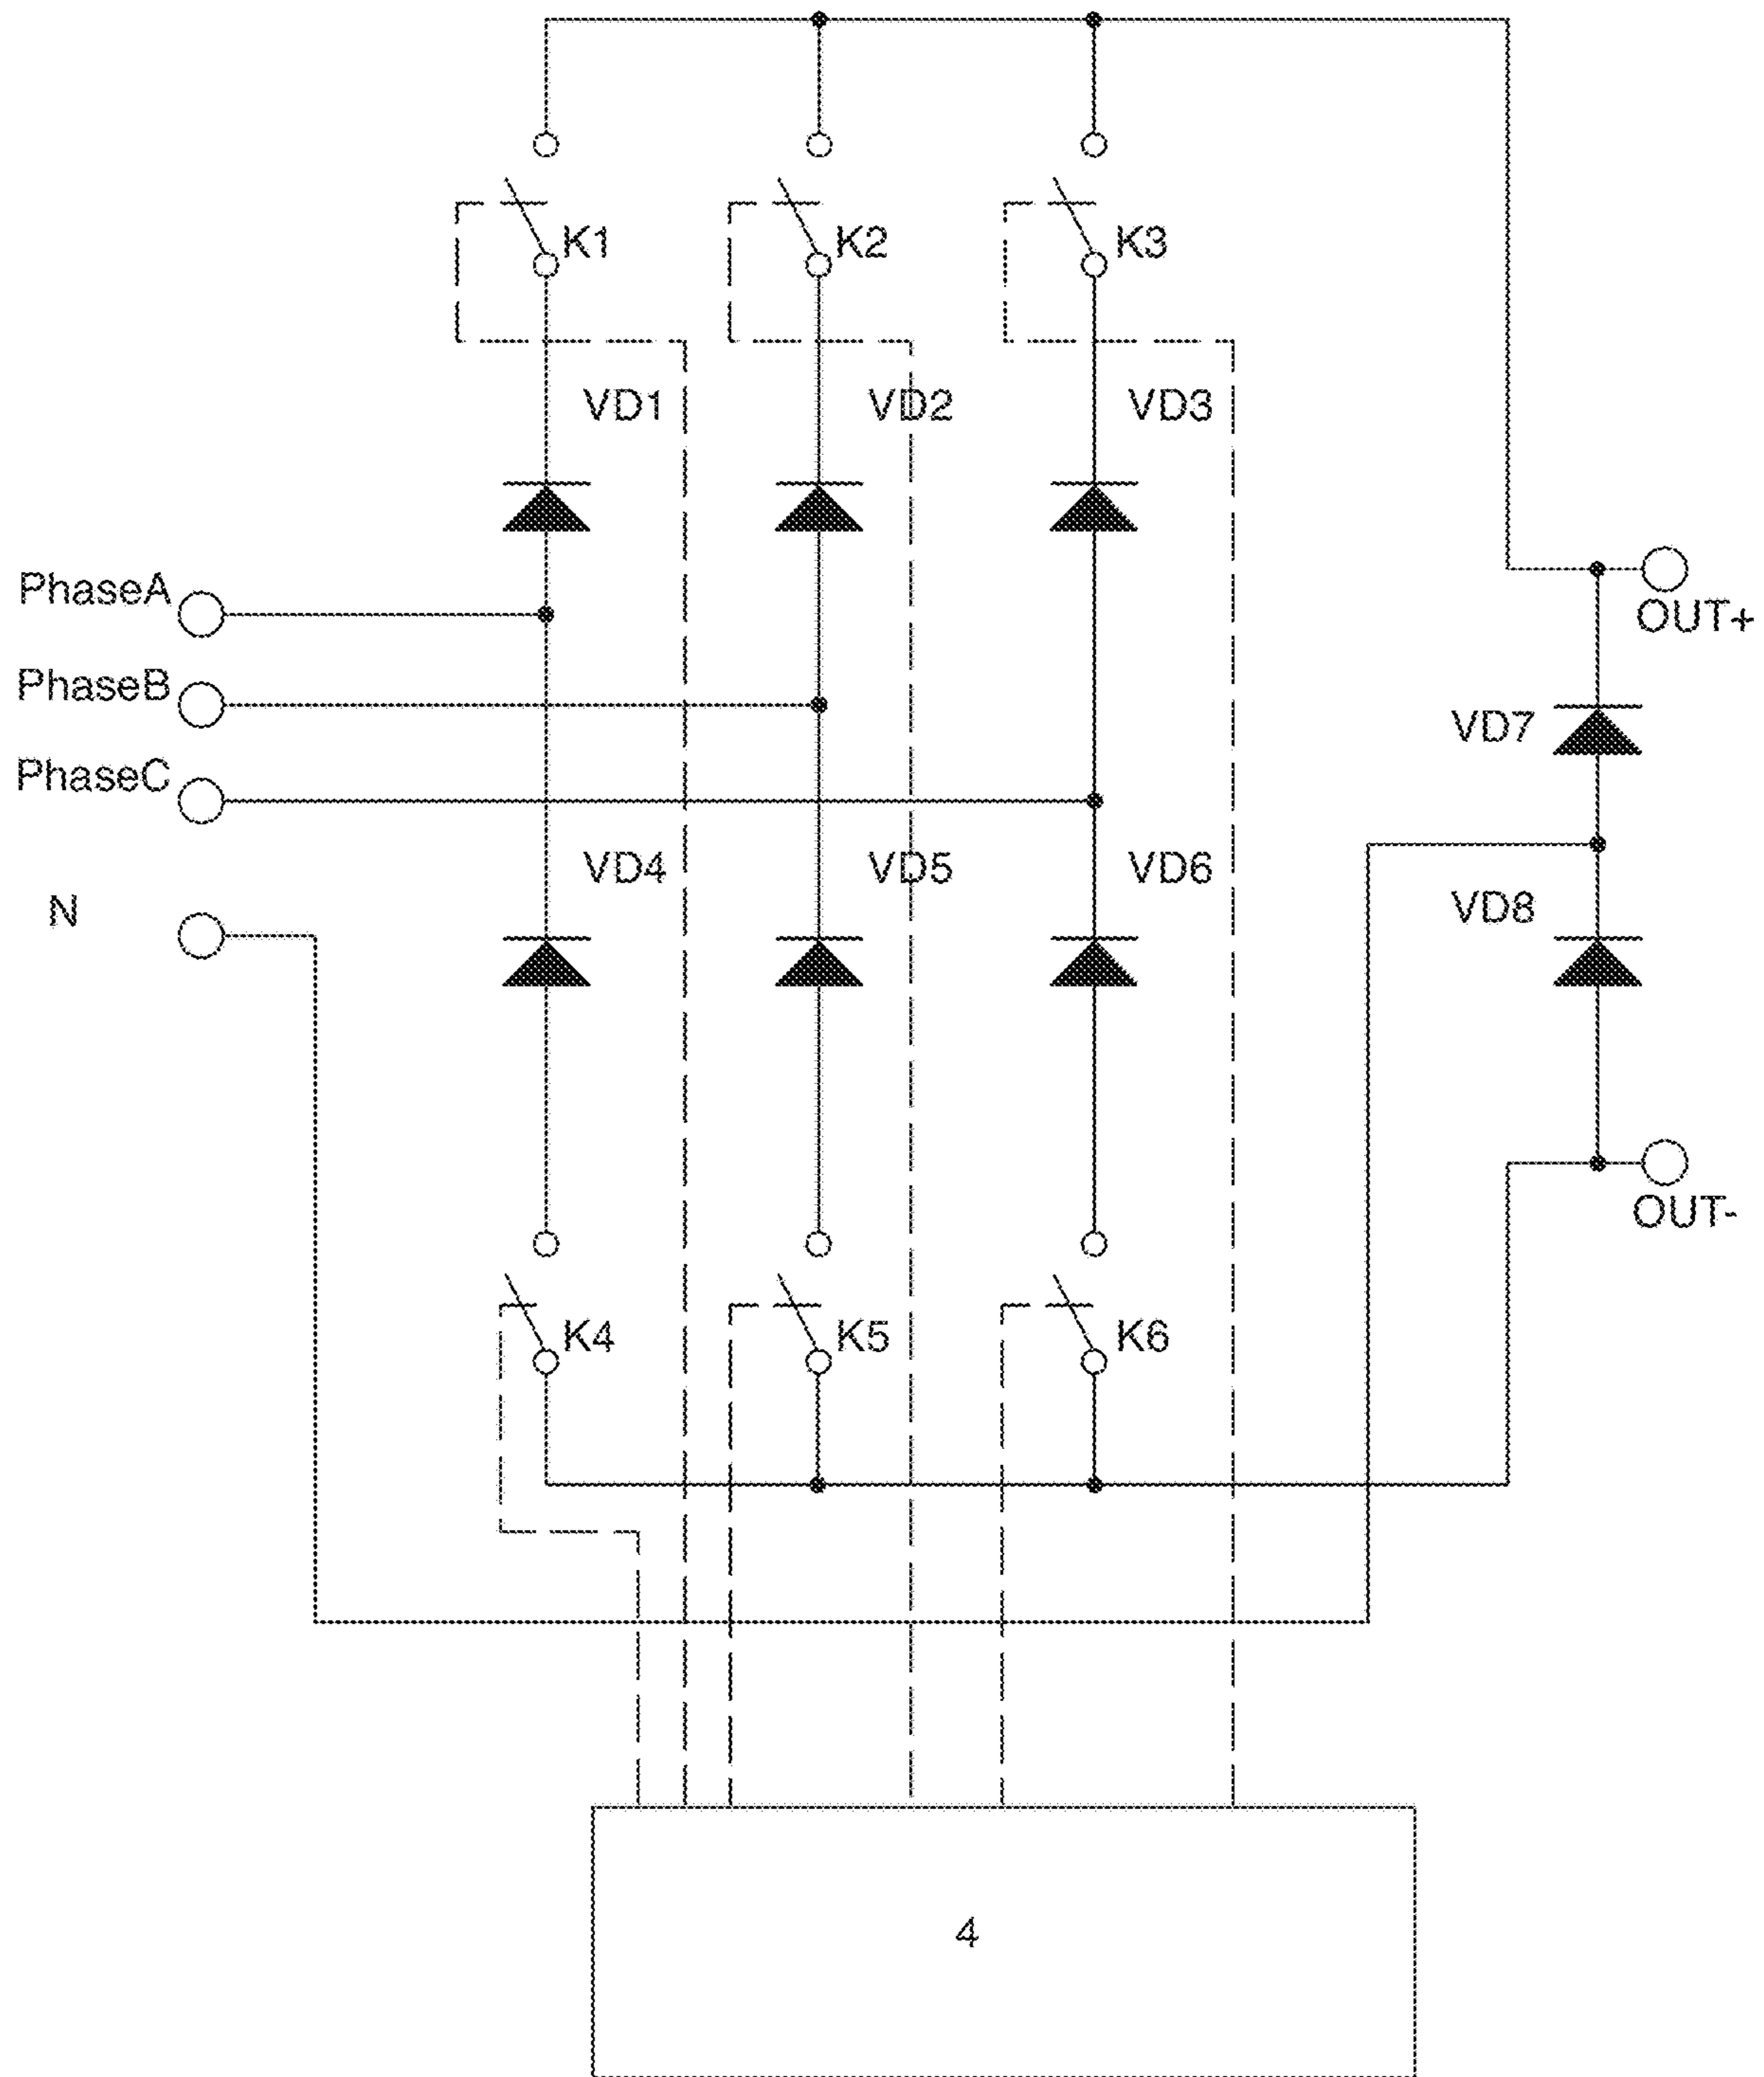 K1
K2
K3
VD1
VD2
VD3
PhaseA
OUT+
PhaseB
VD7
PhaseC
VD4
VD5
VD6
N
VD8
OUT-
K4
K5
K6
4